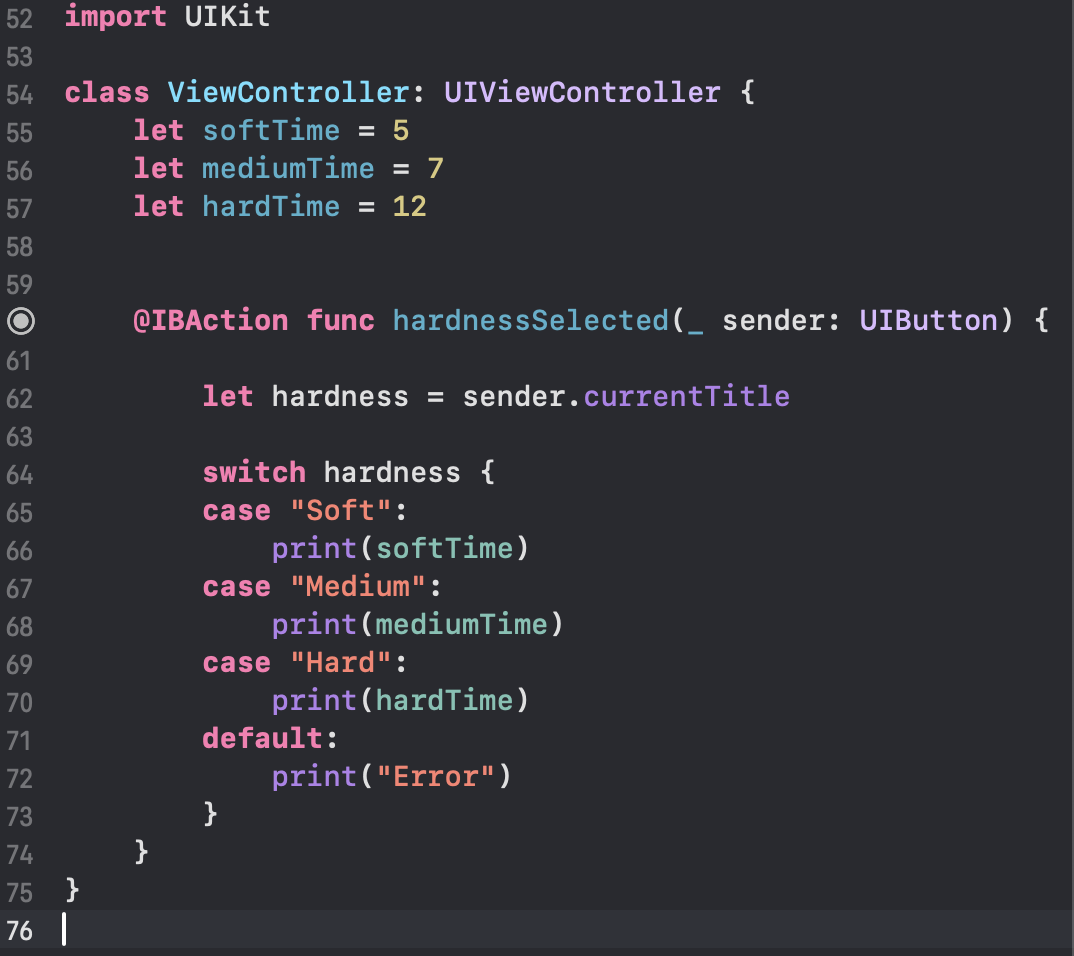 52 import UIKit
53
54 class ViewController: UIViewController {
55     let softTime = 5
56     let mediumTime = 7
57     let hardTime = 12
58
59
    @IBAction func hardnessSelected(_ sender: UIButton) {
61
62         let hardness = sender.currentTitle
63
64         switch hardness {
65         case "Soft":
66             print(softTime)
67         case "Medium":
68             print(mediumTime)
69         case "Hard":
70             print(hardTime)
71         default:
72             print("Error")
73         }
74     }
75 }
76